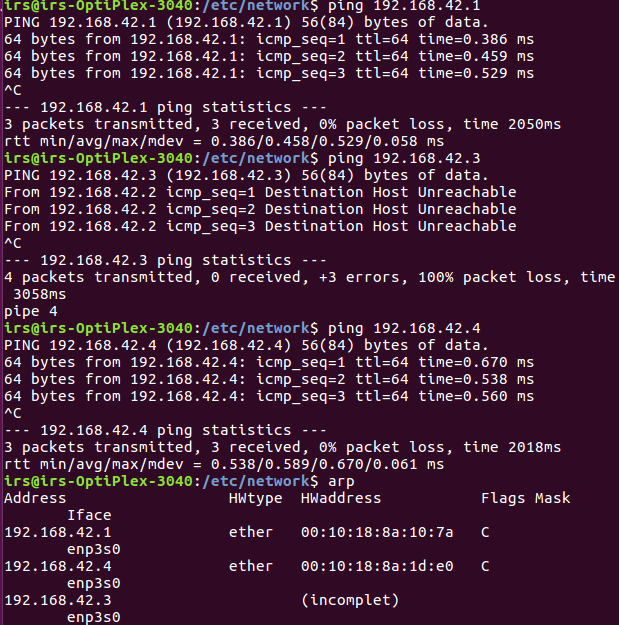 irs@irs-OptiPlex-3040:/etc/network$ ping 192.168.42.1
PING 192.168.42.1 (192.168.42.1) 56(84) bytes of data.
64 bytes from 192.168.42.1: icmp_seq=1 ttl=64 time=0.386 ms
64 bytes from 192.168.42.1: icmp_seq=2 ttl=64 time=0.459 ms
64 bytes from 192.168.42.1: icmp_seq=3 ttl=64 time=0.529 ms
^C
--- 192.168.42.1 ping statistics ---
3 packets transmitted, 3 received, 0% packet loss, time 2050ms
rtt min/avg/max/mdev = 0.386/0.458/0.529/0.058 ms
irs@irs-OptiPlex-3040:/etc/network$ ping 192.168.42.3
PING 192.168.42.3 (192.168.42.3) 56(84) bytes of data.
From 192.168.42.2 icmp_seq=1 Destination Host Unreachable
From 192.168.42.2 icmp_seq=2 Destination Host Unreachable
From 192.168.42.2 icmp_seq=3 Destination Host Unreachable
^C
--- 192.168.42.3 ping statistics ---
4 packets transmitted, 0 received, +3 errors, 100% packet loss, time
3058ms
pipe 4
irs@irs-OptiPlex-3040:/etc/network$ ping 192.168.42.4
PING 192.168.42.4 (192.168.42.4) 56(84) bytes of data.
64 bytes from 192.168.42.4: icmp_seq=1 ttl=64 time=0.670 ms
64 bytes from 192.168.42.4: icmp_seq=2 ttl=64 time=0.538 ms
64 bytes from 192.168.42.4: icmp_seq=3 ttl=64 time=0.560 ms
^C
--- 192.168.42.4 ping statistics ---
3 packets transmitted, 3 received, 0% packet loss, time 2018ms
rtt min/avg/max/mdev = 0.538/0.589/0.670/0.061 ms
irs@irs-OptiPlex-3040:/etc/network$ arp
Address HWtype HWaddress Flags Mask
Iface
192.168.42.1 ether 00:10:18:8a:10:7a C
enp3s0
192.168.42.4 ether 00:10:18:8a:1d:e0 C
enp3s0
192.168.42.3 (incomplet)
enp3s0